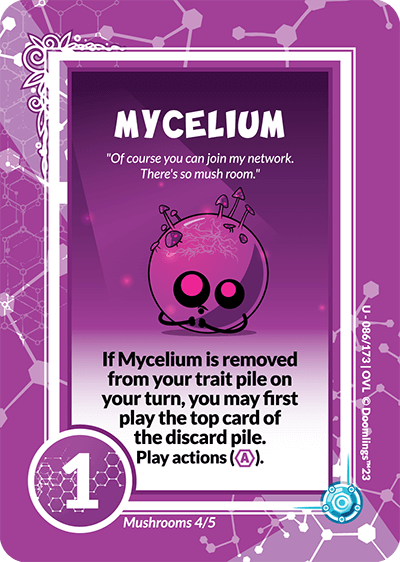 MYCELIUM
"Of course you can join my network.
There's so mush room."
If Mycelium is removed
from your trait pile on
your turn, you may first
play the top card of
the discard pile.
Play actions (A).
1
Mushrooms 4/5
U - 086/173 | OVL © Doomlings™23